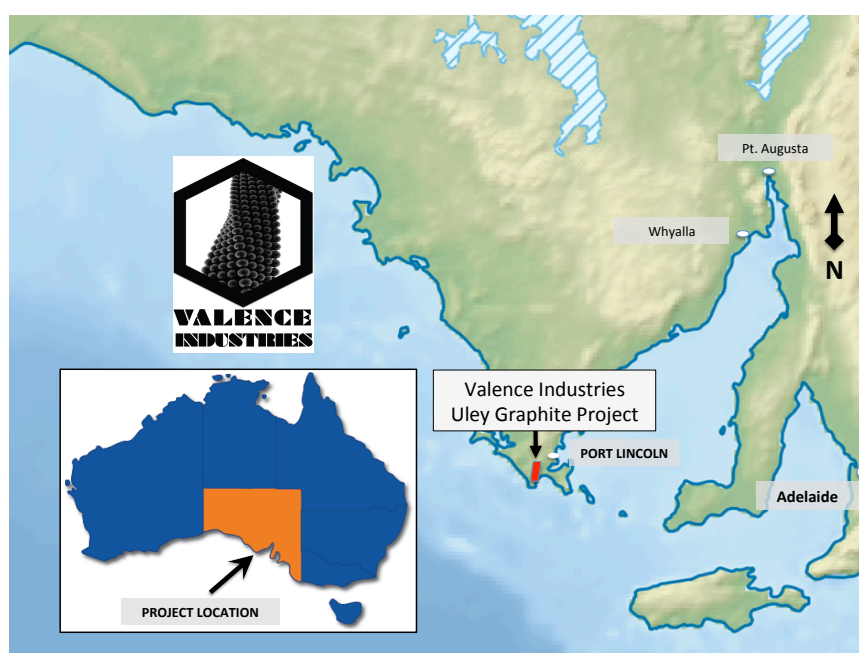 Pt. Augusta
Whyalla
N
VALENCE
INDUSTRIES
Valence Industries
Uley Graphite Project
PORT LINCOLN
Adelaide
PROJECT LOCATION